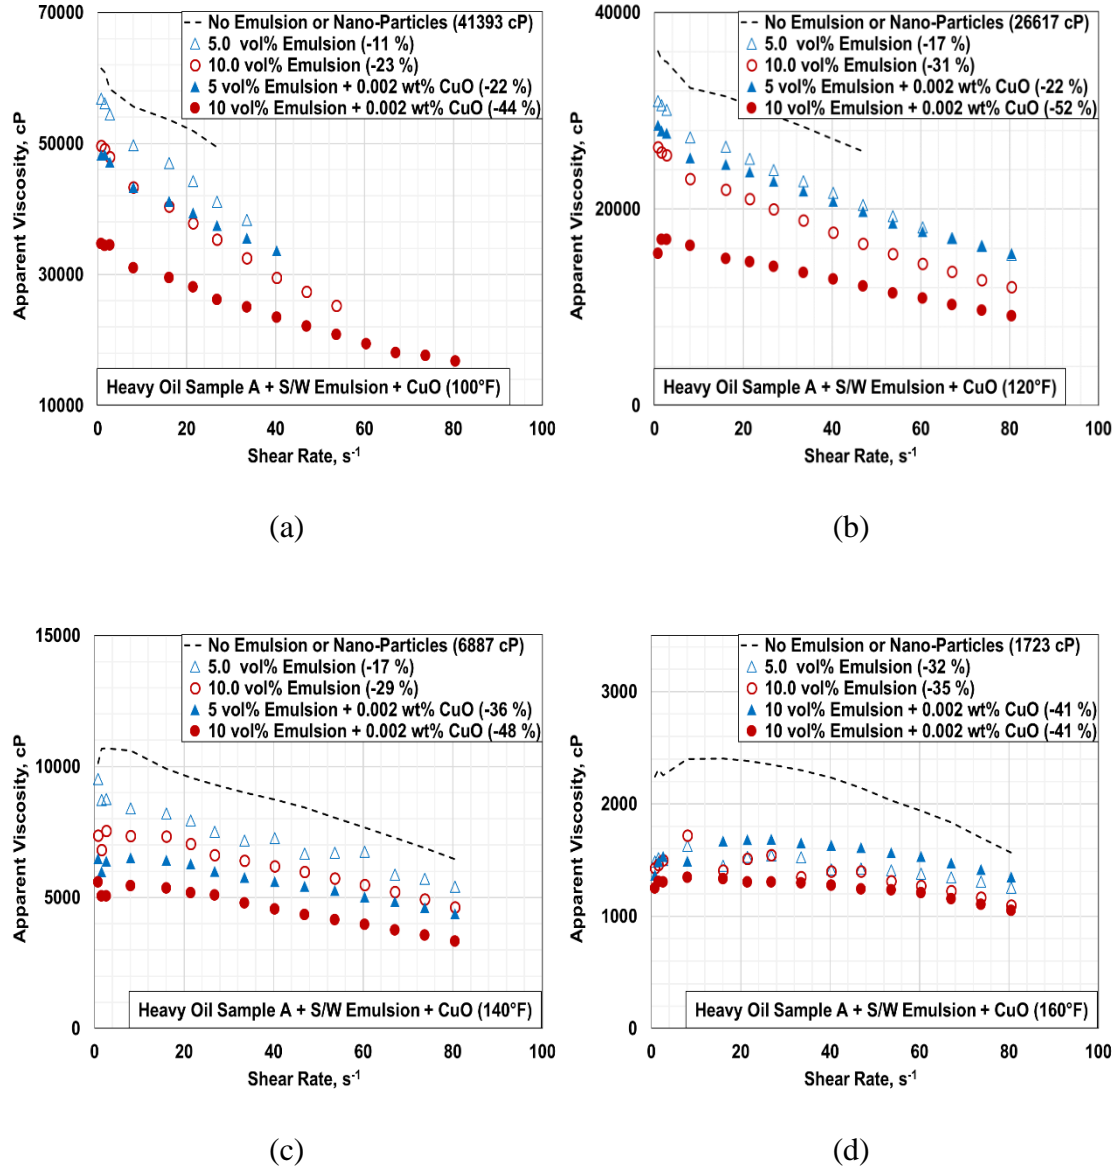 70000
50000
30000
10000
Apparent Viscosity, cP
No Emulsion or Nano-Particles (41393 cP)
5.0 vol% Emulsion (-11 %)
10.0 vol% Emulsion (-23 %)
5 vol% Emulsion + 0.002 wt% CuO (-22 %)
10 vol% Emulsion + 0.002 wt% CuO (-44 %)
Heavy Oil Sample A + S/W Emulsion + CuO (100°F)
0 20 40 60 80 100
Shear Rate, s⁻¹
(a)
40000
20000
0
Apparent Viscosity, cP
No Emulsion or Nano-Particles (26617 cP)
5.0 vol% Emulsion (-17 %)
10.0 vol% Emulsion (-31 %)
5 vol% Emulsion + 0.002 wt% CuO (-22 %)
10 vol% Emulsion + 0.002 wt% CuO (-52 %)
Heavy Oil Sample A + S/W Emulsion + CuO (120°F)
0 20 40 60 80 100
Shear Rate, s⁻¹
(b)
15000
10000
5000
0
Apparent Viscosity, cP
No Emulsion or Nano-Particles (6887 cP)
5.0 vol% Emulsion (-17 %)
10.0 vol% Emulsion (-29 %)
5 vol% Emulsion + 0.002 wt% CuO (-36 %)
10 vol% Emulsion + 0.002 wt% CuO (-48 %)
Heavy Oil Sample A + S/W Emulsion + CuO (140°F)
0 20 40 60 80 100
Shear Rate, s⁻¹
(c)
3000
2000
1000
0
Apparent Viscosity, cP
No Emulsion or Nano-Particles (1723 cP)
5.0 vol% Emulsion (-32 %)
10.0 vol% Emulsion (-35 %)
10 vol% Emulsion + 0.002 wt% CuO (-41 %)
10 vol% Emulsion + 0.002 wt% CuO (-41 %)
Heavy Oil Sample A + S/W Emulsion + CuO (160°F)
0 20 40 60 80 100
Shear Rate, s⁻¹
(d)